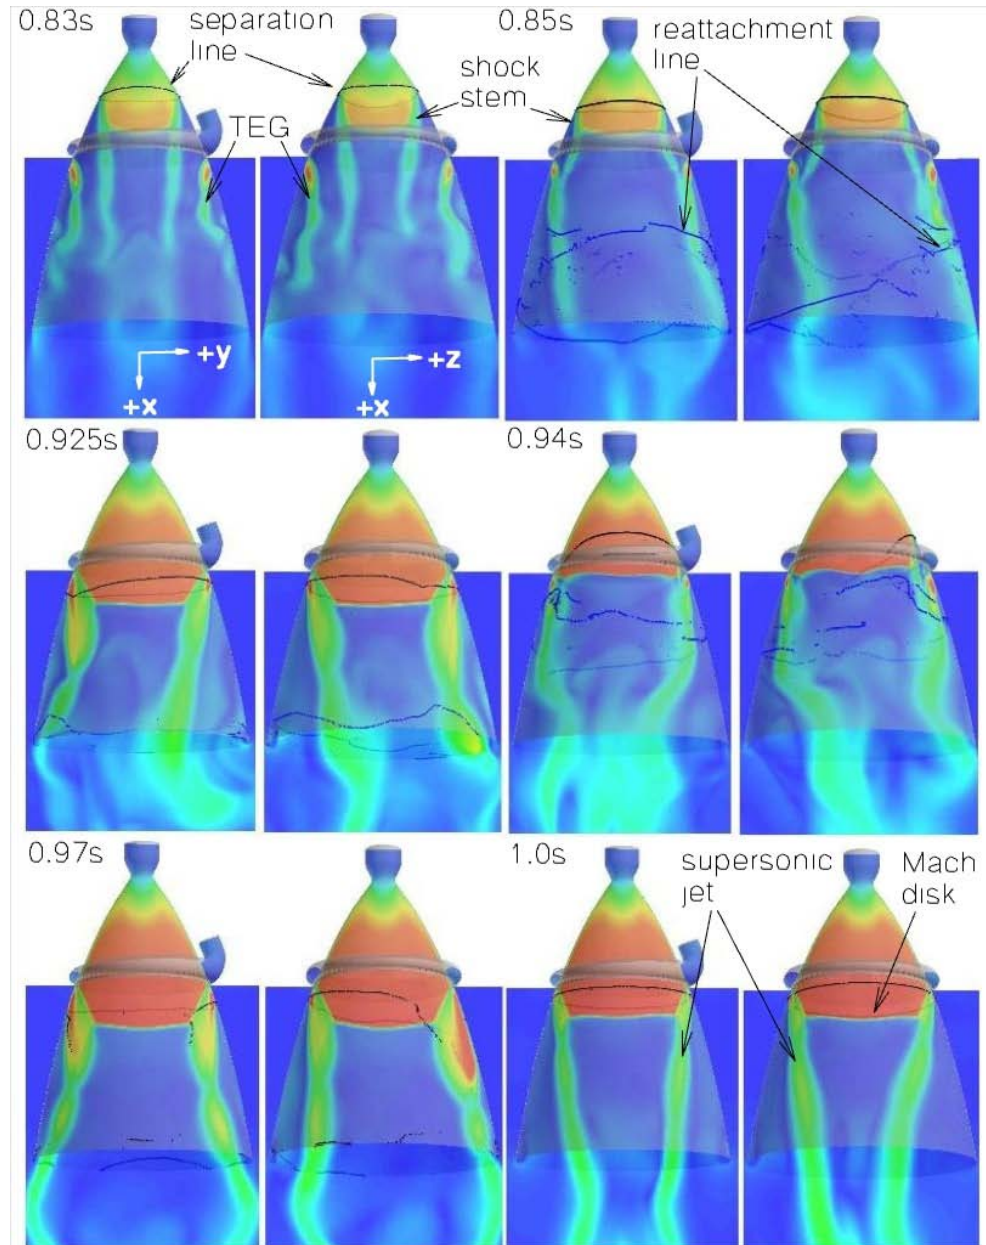 0.83s
separation
line
TEG
shock
stem
+y
+x
+z
+x
0.85s
reattachment
line
0.925s
0.94s
0.97s
1.0s
supersonic
jet
Mach
disk